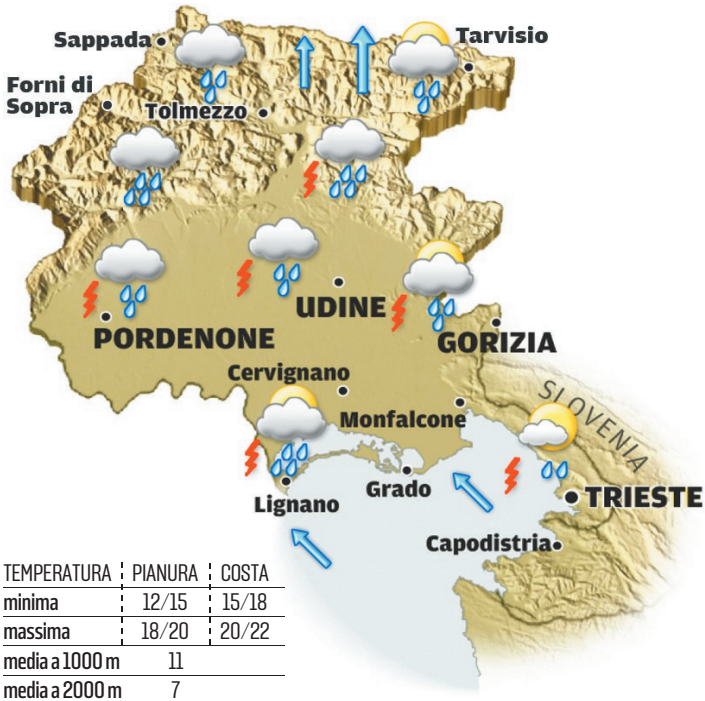 Sappada
Tarvisio
Forni di
Sopra
Tolmezzo
UDINE
PORDENONE
GORIZIA
Cervignano
SLOVENIA
Monfalcone
Grado
Lignano
TRIESTE
Capodistria
TEMPERATURA PIANURA COSTA
minima 12/15 15/18
massima 18/20 20/22
media a 1000 m 11
media a 2000 m 7